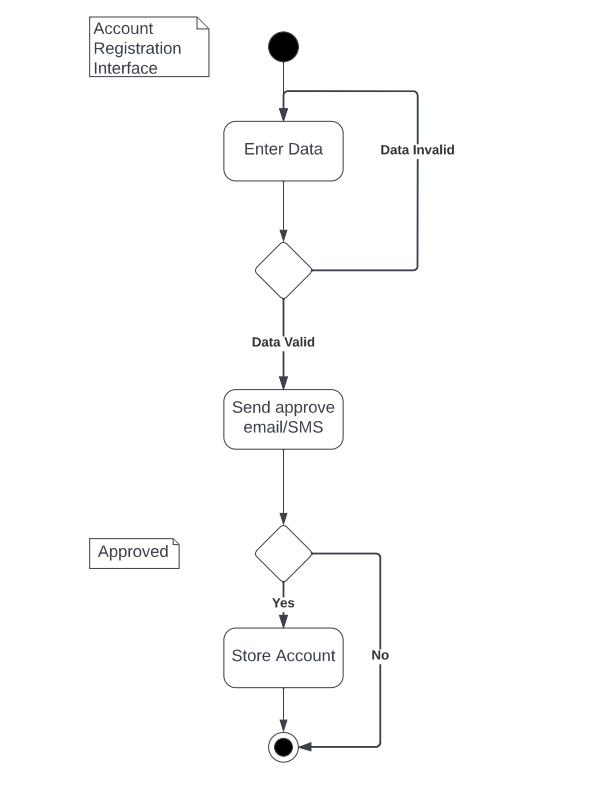 Account
Registration
Interface
Enter Data
Data Invalid
Data Valid
Send approve
email/SMS
Approved
Yes
Store Account
No